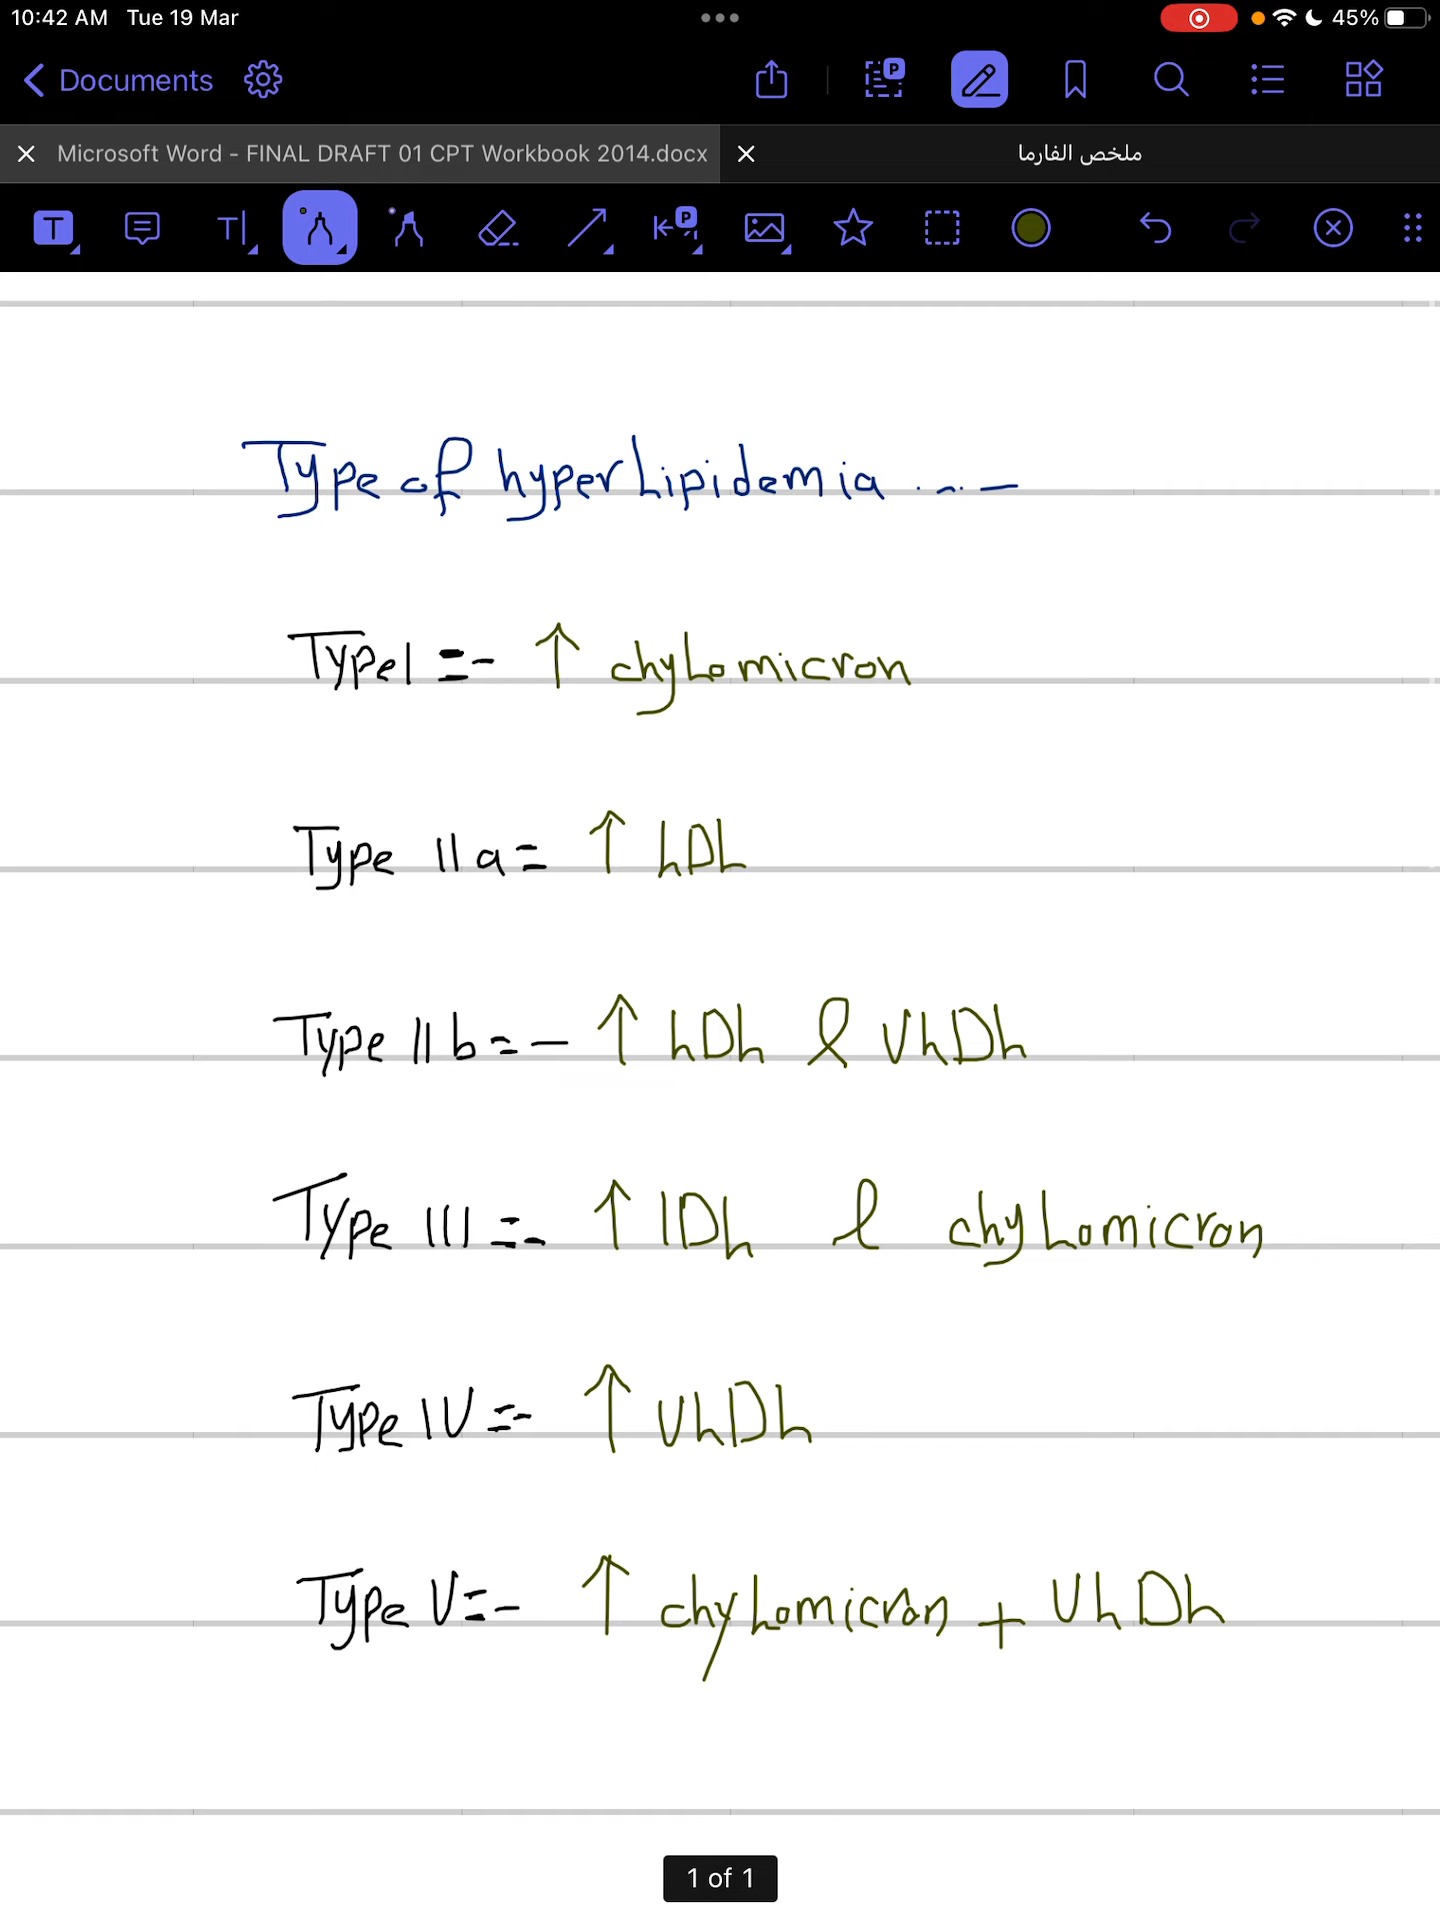 10:42 AM Tue 19 Mar 45%
Documents
Microsoft Word - FINAL DRAFT 01 CPT Workbook 2014.docx
ملخص الفارما
Type of hyperLipidemia ...-
Type I =- ↑ chyLomicron
Type II a = ↑ LDL
Type II b =- ↑ LDL & VLDL
Type III =- ↑ IDL & chyLomicron
Type IV =- ↑ VLDL
Type V =- ↑ chyLomicron + VLDL
1 of 1